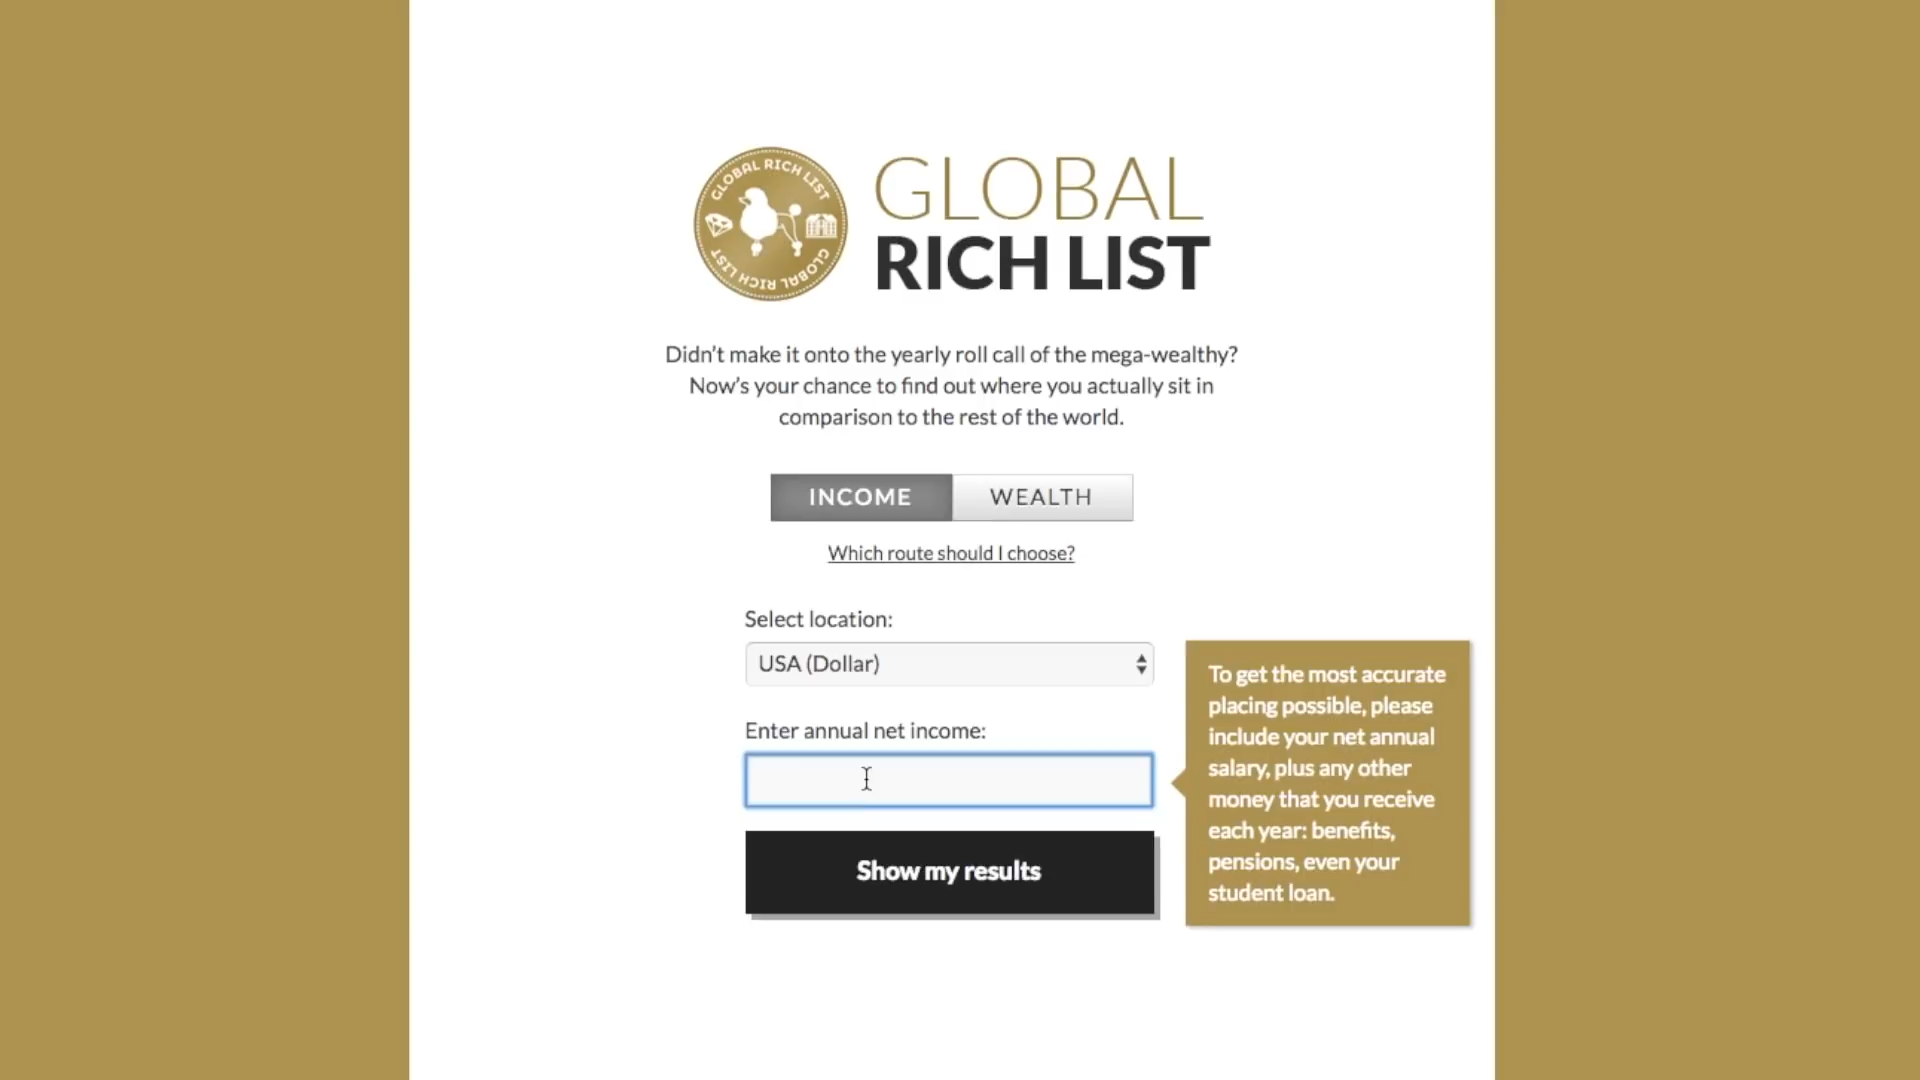 GLOBAL RICH LIST
GLOBAL RICH LIST
GLOBAL
RICH LIST
Didn't make it onto the yearly roll call of the mega-wealthy?
Now's your chance to find out where you actually sit in
comparison to the rest of the world.
INCOME
WEALTH
Which route should I choose?
Select location:
USA (Dollar)
Enter annual net income:
Show my results
To get the most accurate
placing possible, please
include your net annual
salary, plus any other
money that you receive
each year: benefits,
pensions, even your
student loan.